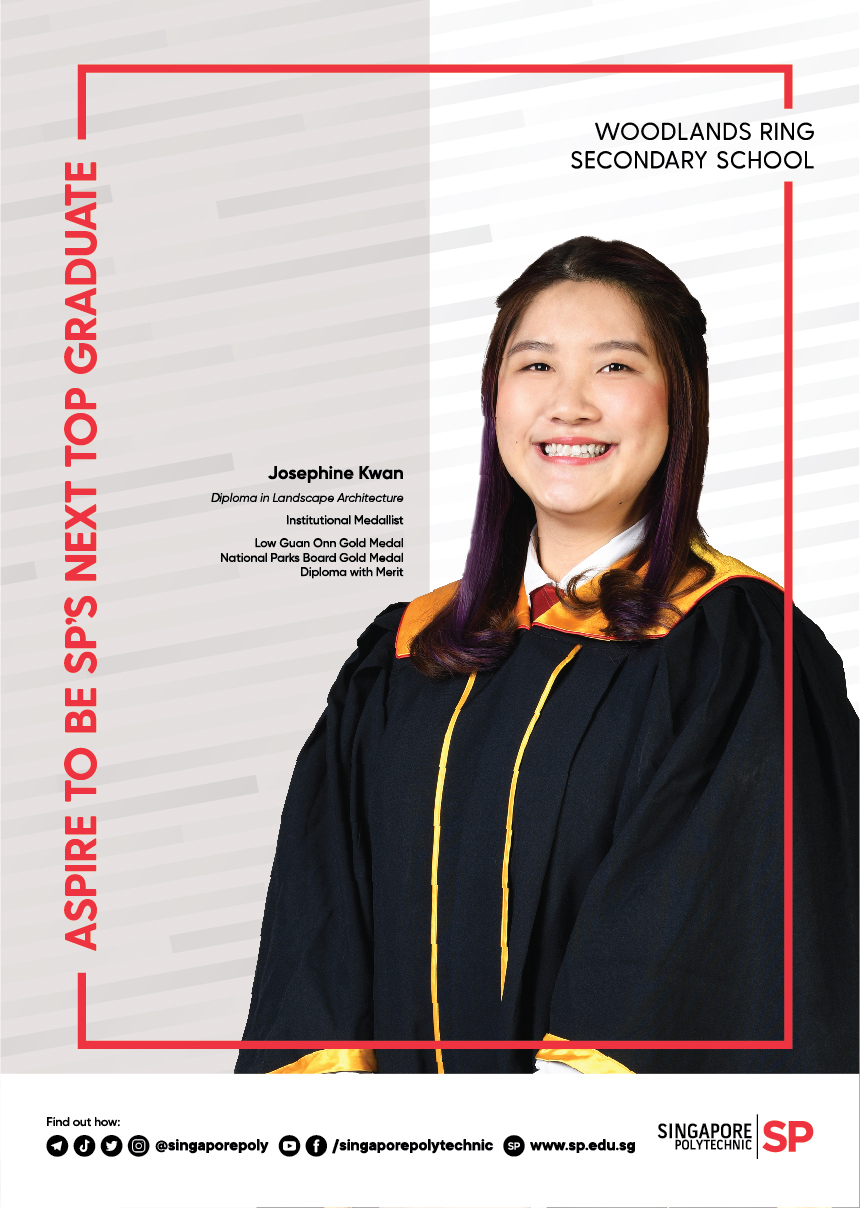 WOODLANDS RING
SECONDARY SCHOOL
ASPIRE TO BE SP'S NEXT TOP GRADUATE
Josephine Kwan
Diploma in Landscape Architecture
Institutional Medallist
Low Guan Onn Gold Medal
National Parks Board Gold Medal
Diploma with Merit
Find out how:
@singaporepoly /singaporepolytechnic SP www.sp.edu.sg
SINGAPORE
POLYTECHNIC
SP